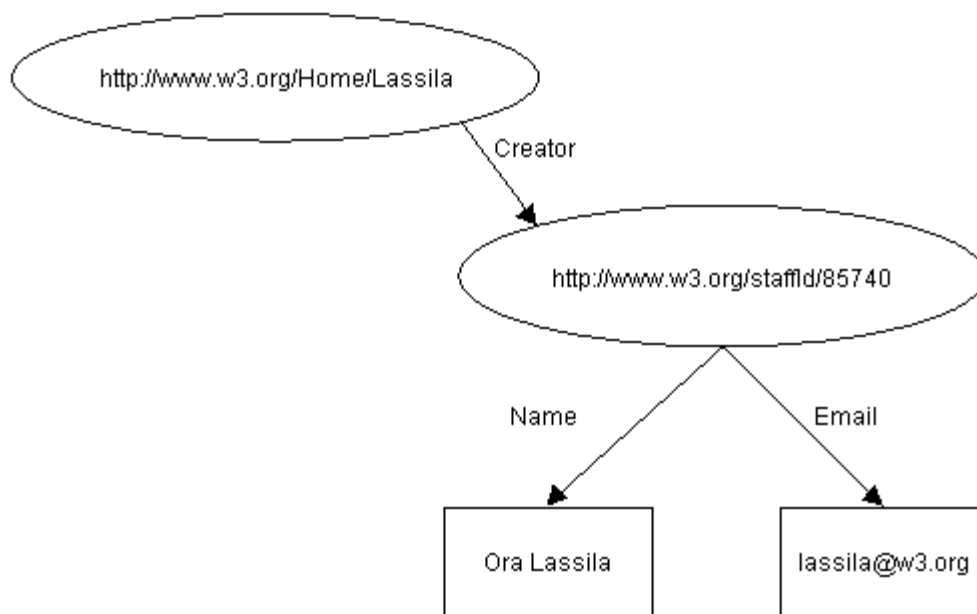 http://www.w3.org/Home/Lassila
Creator
http://www.w3.org/staffId/85740
Name
Email
Ora Lassila
lassila@w3.org